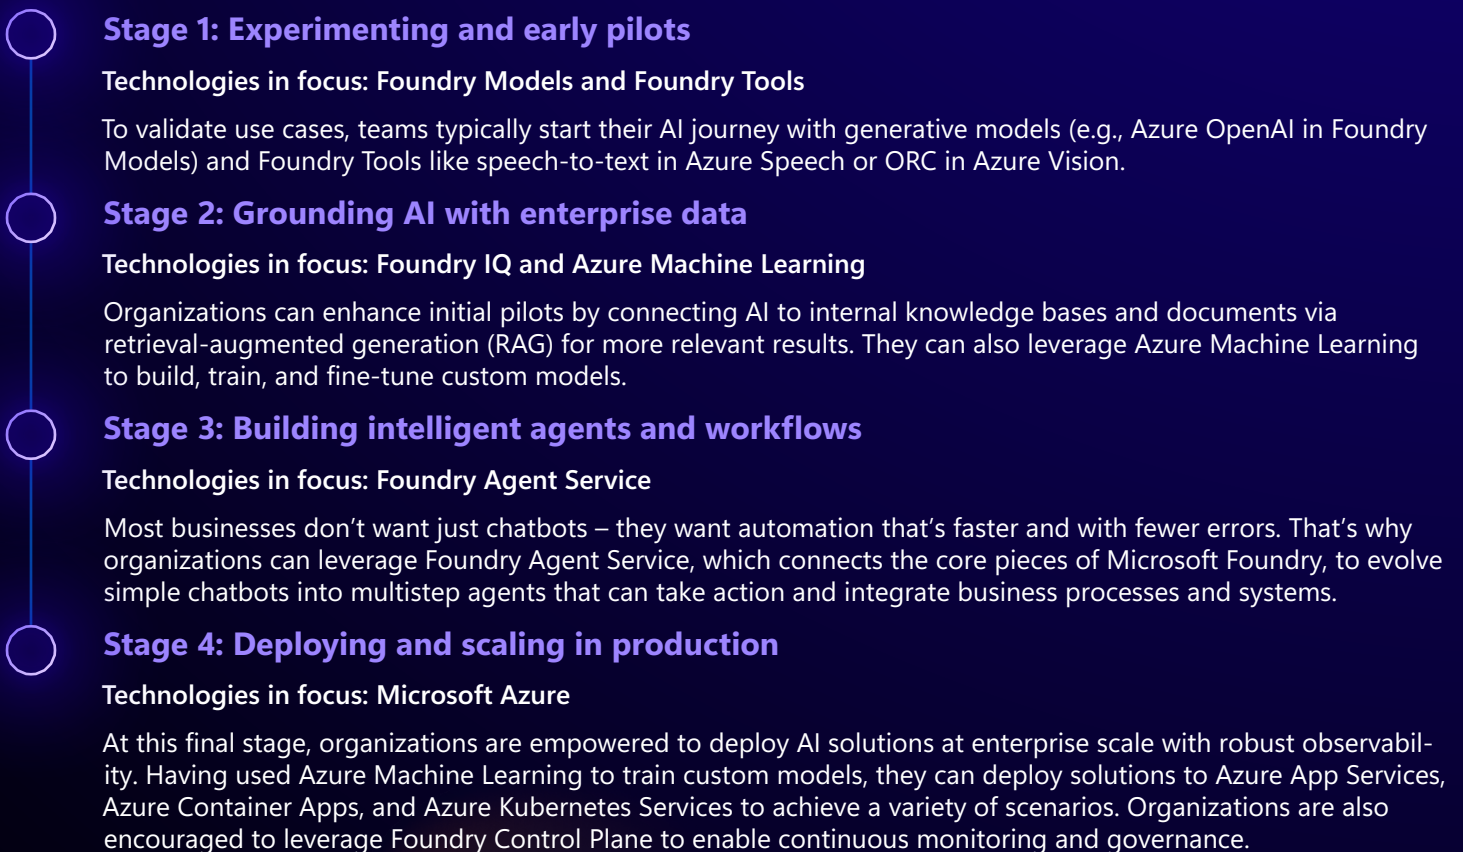 Stage 1: Experimenting and early pilots
Technologies in focus: Foundry Models and Foundry Tools
To validate use cases, teams typically start their AI journey with generative models (e.g., Azure OpenAI in Foundry
Models) and Foundry Tools like speech-to-text in Azure Speech or ORC in Azure Vision.
Stage 2: Grounding AI with enterprise data
Technologies in focus: Foundry IQ and Azure Machine Learning
Organizations can enhance initial pilots by connecting AI to internal knowledge bases and documents via
retrieval-augmented generation (RAG) for more relevant results. They can also leverage Azure Machine Learning
to build, train, and fine-tune custom models.
Stage 3: Building intelligent agents and workflows
Technologies in focus: Foundry Agent Service
Most businesses don’t want just chatbots – they want automation that’s faster and with fewer errors. That’s why
organizations can leverage Foundry Agent Service, which connects the core pieces of Microsoft Foundry, to evolve
simple chatbots into multistep agents that can take action and integrate business processes and systems.
Stage 4: Deploying and scaling in production
Technologies in focus: Microsoft Azure
At this final stage, organizations are empowered to deploy AI solutions at enterprise scale with robust observabil-
ity. Having used Azure Machine Learning to train custom models, they can deploy solutions to Azure App Services,
Azure Container Apps, and Azure Kubernetes Services to achieve a variety of scenarios. Organizations are also
encouraged to leverage Foundry Control Plane to enable continuous monitoring and governance.